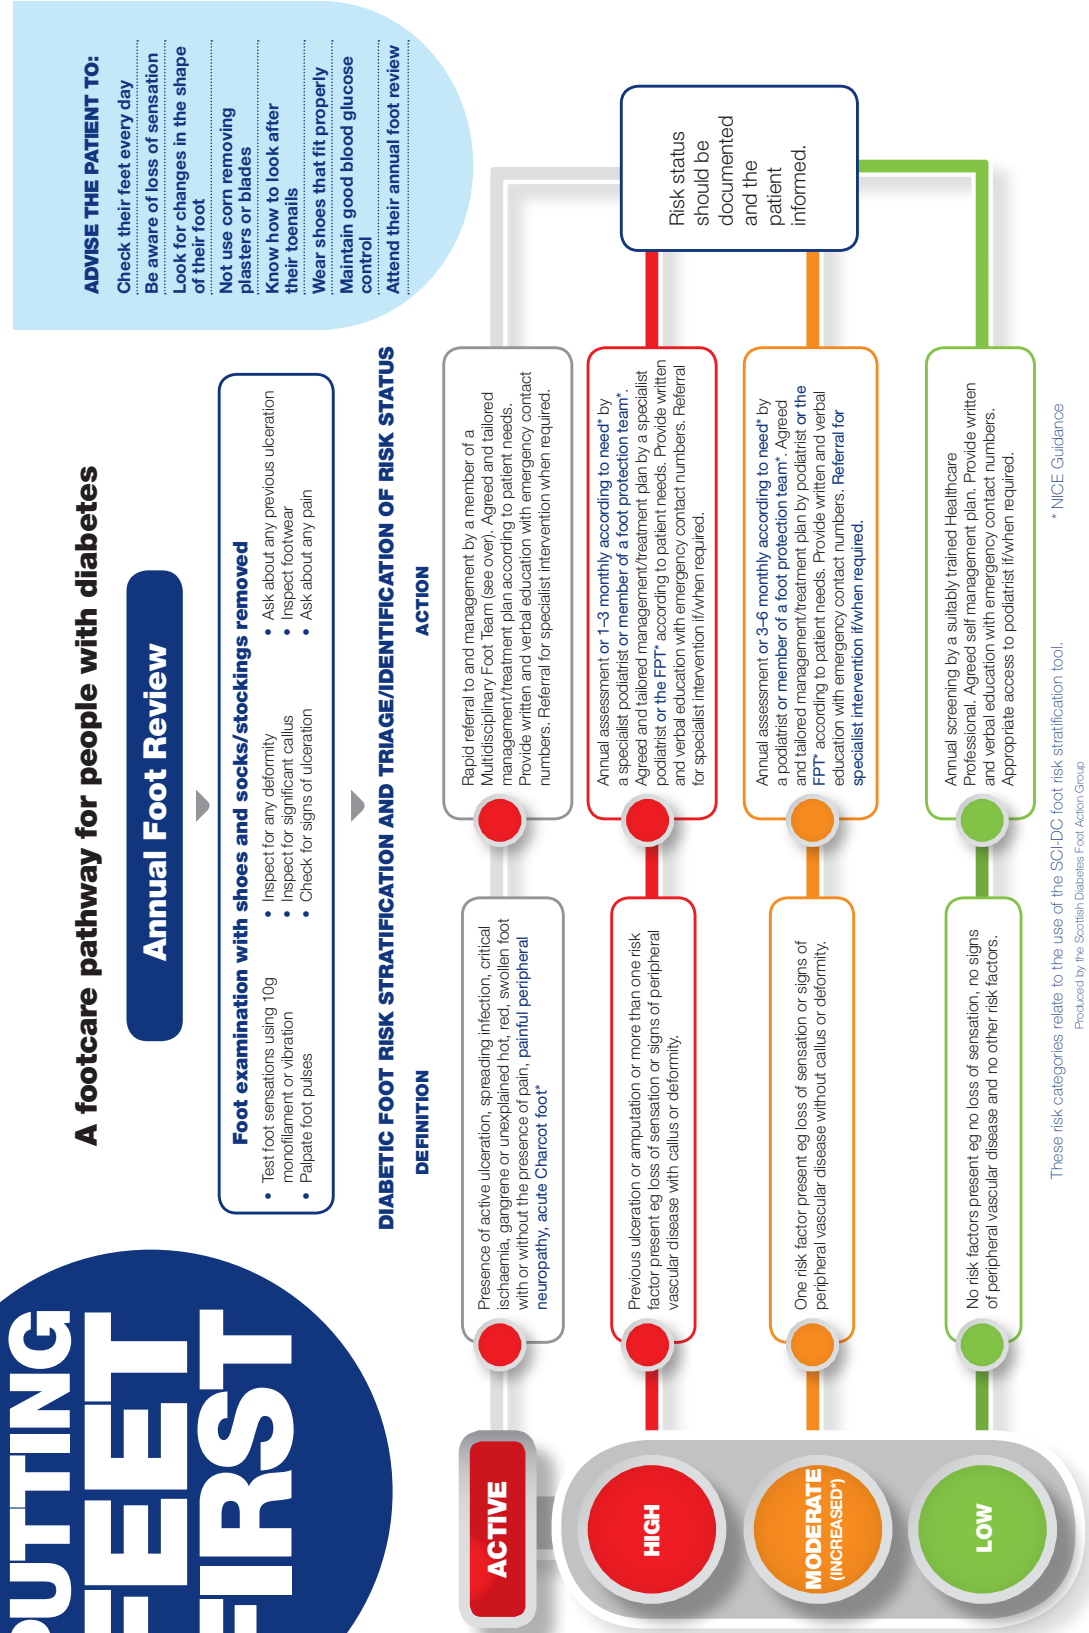 PUTTING
FEET
FIRST
A footcare pathway for people with diabetes
Annual Foot Review
Foot examination with shoes and socks/stockings removed
• Test foot sensations using 10g
monofilament or vibration
• Palpate foot pulses
• Inspect for any deformity
• Inspect for significant callus
• Check for signs of ulceration
• Ask about any previous ulceration
• Inspect footwear
• Ask about any pain
ADVISE THE PATIENT TO:
Check their feet every day
Be aware of loss of sensation
Look for changes in the shape
of their foot
Not use corn removing
plasters or blades
Know how to look after
their toenails
Wear shoes that fit properly
Maintain good blood glucose
control
Attend their annual foot review
DIABETIC FOOT RISK STRATIFICATION AND TRIAGE/IDENTIFICATION OF RISK STATUS
DEFINITION
ACTION
ACTIVE
Presence of active ulceration, spreading infection, critical
ischaemia, gangrene or unexplained hot, red, swollen foot
with or without the presence of pain, painful peripheral
neuropathy, acute Charcot foot*
Rapid referral to and management by a member of a
Multidisciplinary Foot Team (see over). Agreed and tailored
management/treatment plan according to patient needs.
Provide written and verbal education with emergency contact
numbers. Referral for specialist intervention when required.
HIGH
Previous ulceration or amputation or more than one risk
factor present eg loss of sensation or signs of peripheral
vascular disease with callus or deformity.
Annual assessment or 1–3 monthly according to need* by
a specialist podiatrist or member of a foot protection team*.
Agreed and tailored management/treatment plan by a specialist
podiatrist or the FPT* according to patient needs. Provide written
and verbal education with emergency contact numbers. Referral
for specialist intervention if/when required.
MODERATE
(INCREASED*)
One risk factor present eg loss of sensation or signs of
peripheral vascular disease without callus or deformity.
Annual assessment or 3–6 monthly according to need* by
a podiatrist or member of a foot protection team*. Agreed
and tailored management/treatment plan by podiatrist or the
FPT* according to patient needs. Provide written and verbal
education with emergency contact numbers. Referral for
specialist intervention if/when required.
LOW
No risk factors present eg no loss of sensation, no signs
of peripheral vascular disease and no other risk factors.
Annual screening by a suitably trained Healthcare
Professional. Agreed self management plan. Provide written
and verbal education with emergency contact numbers.
Appropriate access to podiatrist if/when required.
Risk status
should be
documented
and the
patient
informed.
These risk categories relate to the use of the SCI-DC foot risk stratification tool.
* NICE Guidance
Produced by the Scottish Diabetes Foot Action Group